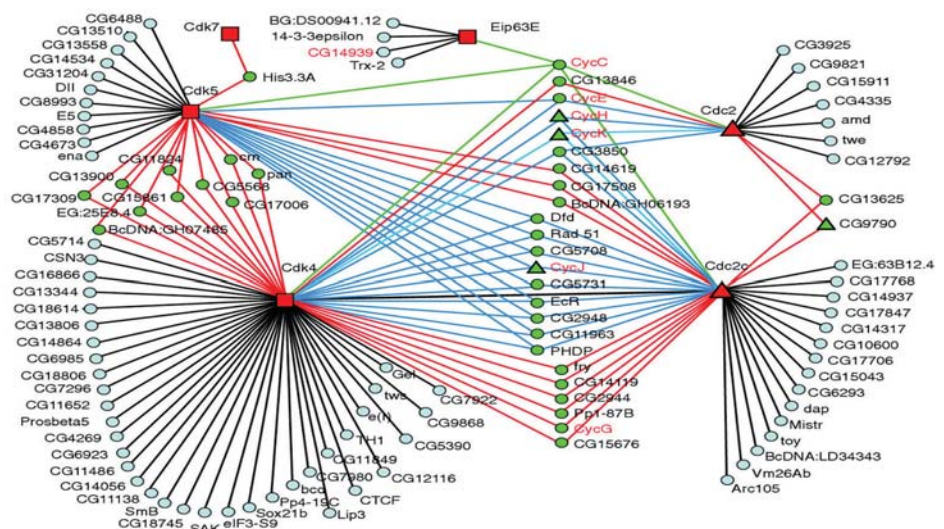 CG6488
CG13510
CG13558
CG14534
CG31204
Dll
CG8993
E5
CG4858
CG4673
ena
Cdk7
His3.3A
Cdk5
BG:DS00941.12
14-3-3epsilon
CG14939
Trx-2
Eip63E
CycC
CG13846
CycE
CycH
CycK
CG3850
CG14619
CG17508
BcDNA:GH06193
Cdc2
CG3925
CG9821
CG15911
CG4335
amd
twe
CG12792
CG13625
CG9790
CG11824
crn
pan
CG13900
CG17309
CG15861
CG5568
CG17006
EG:25E8.4
BcDNA:GH07485
Dfd
Rad 51
CG5708
CycJ
CG5731
EcR
CG2948
CG11963
PHDP
Cdk4
Cdc2c
CG5714
CSN3
CG16866
CG13344
CG18614
CG13806
CG14864
CG6985
CG18806
CG7296
CG11652
Prosbeta5
CG4269
CG6923
CG11486
CG14056
CG11138
SmB
CG18745
SAK
eIF3-S9
Sox21b
Pp4-19C
bcd
Lip3
CG7980
CTCF
CG11849
CG12116
TH1
CG5390
e(r)
CG9868
tws
CG7922
Gel
fry
CG14119
CG2944
Pp1-87B
CycG
CG15676
EG:63B12.4
CG17768
CG14937
CG17847
CG14317
CG10600
CG17706
CG15043
CG6293
dap
Mistr
toy
BcDNA:LD34343
Vm26Ab
Arc105